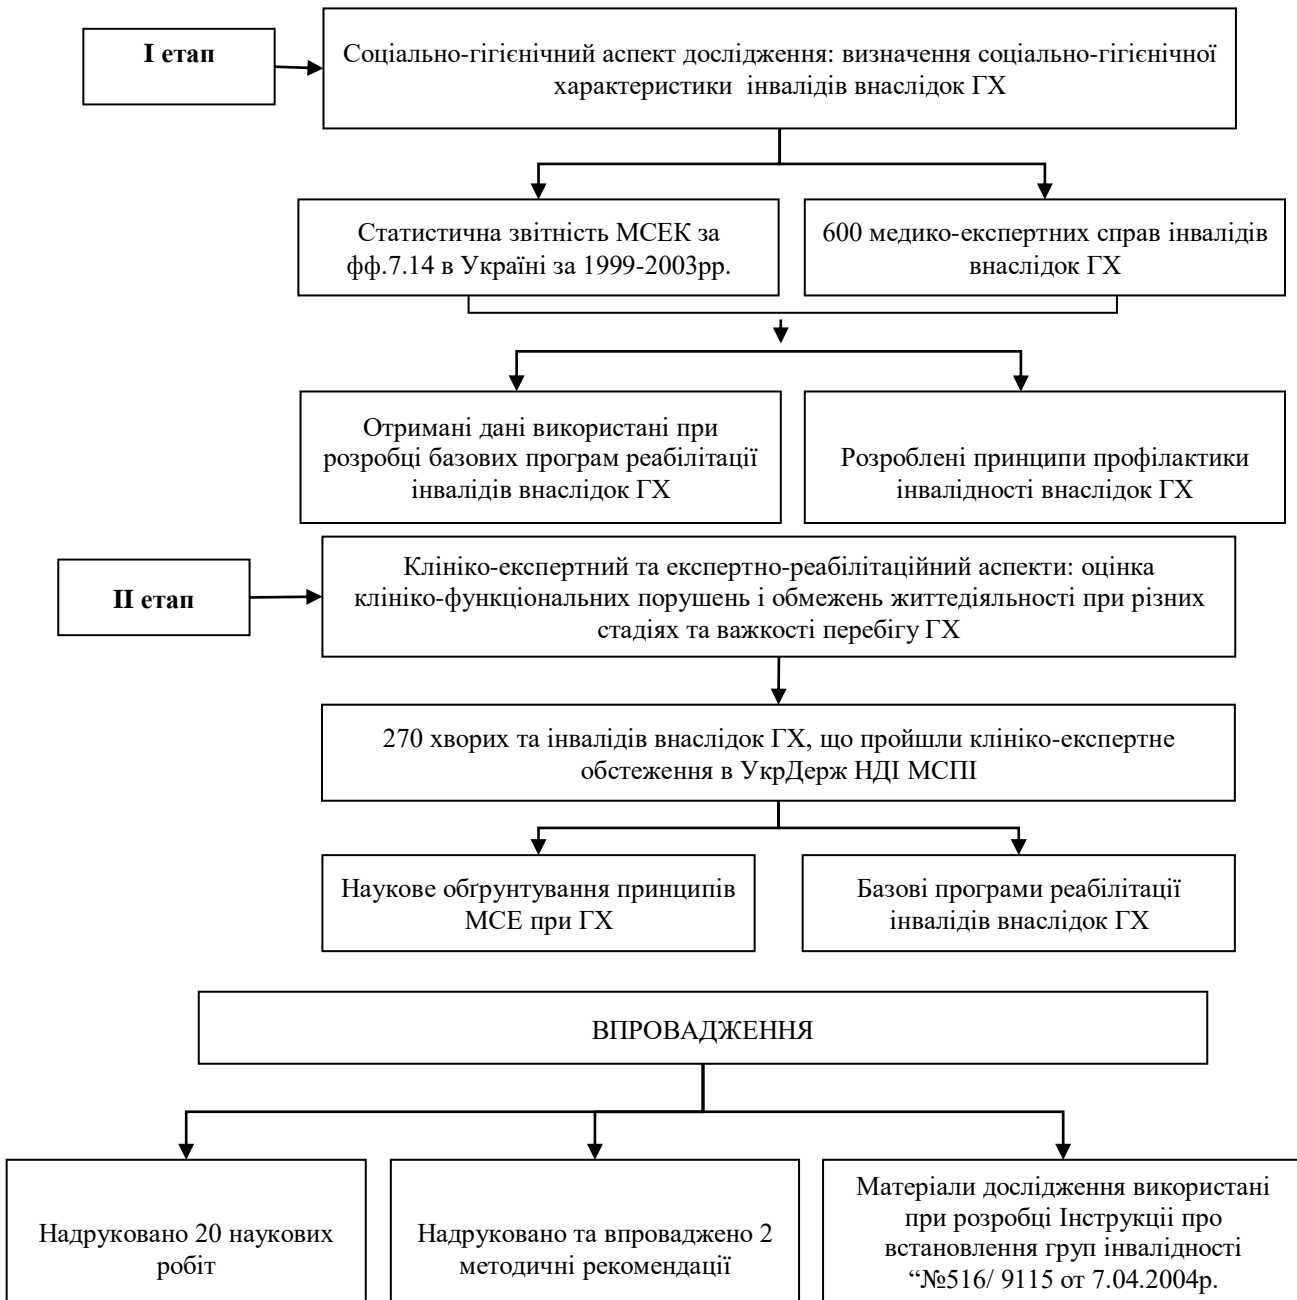 I етап
Соціально-гігієнічний аспект дослідження: визначення соціально-гігієнічної
характеристики інвалідів внаслідок ГХ
Статистична звітність МСЕК за
фф.7.14 в Україні за 1999-2003рр.
600 медико-експертних справ інвалідів
внаслідок ГХ
Отримані дані використані при
розробці базових програм реабілітації
інвалідів внаслідок ГХ
Розроблені принципи профілактики
інвалідності внаслідок ГХ
II етап
Клініко-експертний та експертно-реабілітаційний аспекти: оцінка
клініко-функціональних порушень і обмежень життєдіяльності при різних
стадіях та важкості перебігу ГХ
270 хворих та інвалідів внаслідок ГХ, що пройшли клініко-експертне
обстеження в УкрДерж НДІ МСПІ
Наукове обґрунтування принципів
МСЕ при ГХ
Базові програми реабілітації
інвалідів внаслідок ГХ
ВПРОВАДЖЕННЯ
Надруковано 20 наукових
робіт
Надруковано та впроваджено 2
методичні рекомендації
Матеріали дослідження використані
при розробці Інструкціі про
встановлення груп інвалідності
“№516/ 9115 от 7.04.2004р.